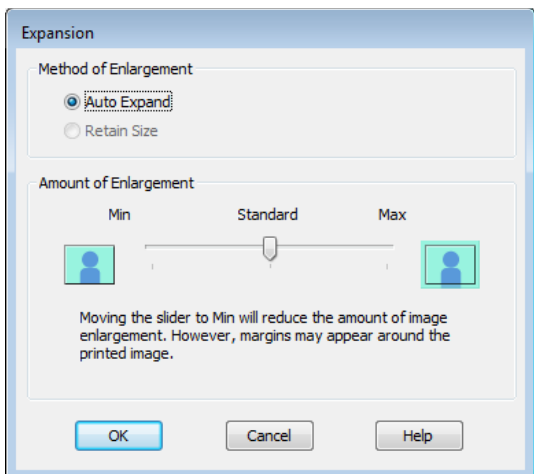 Expansion
Method of Enlargement
Auto Expand
Retain Size
Amount of Enlargement
Min Standard Max
Moving the slider to Min will reduce the amount of image
enlargement. However, margins may appear around the
printed image.
OK Cancel Help